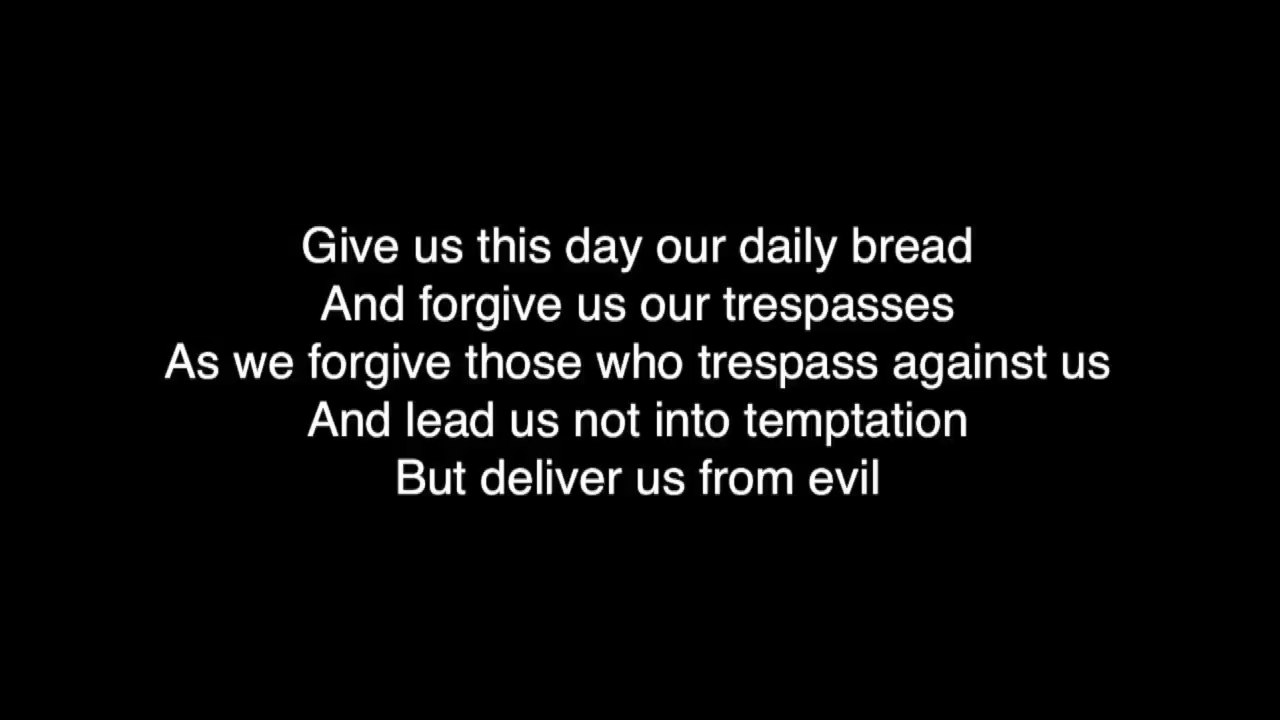 Give us this day our daily bread
And forgive us our trespasses
As we forgive those who trespass against us
And lead us not into temptation
But deliver us from evil